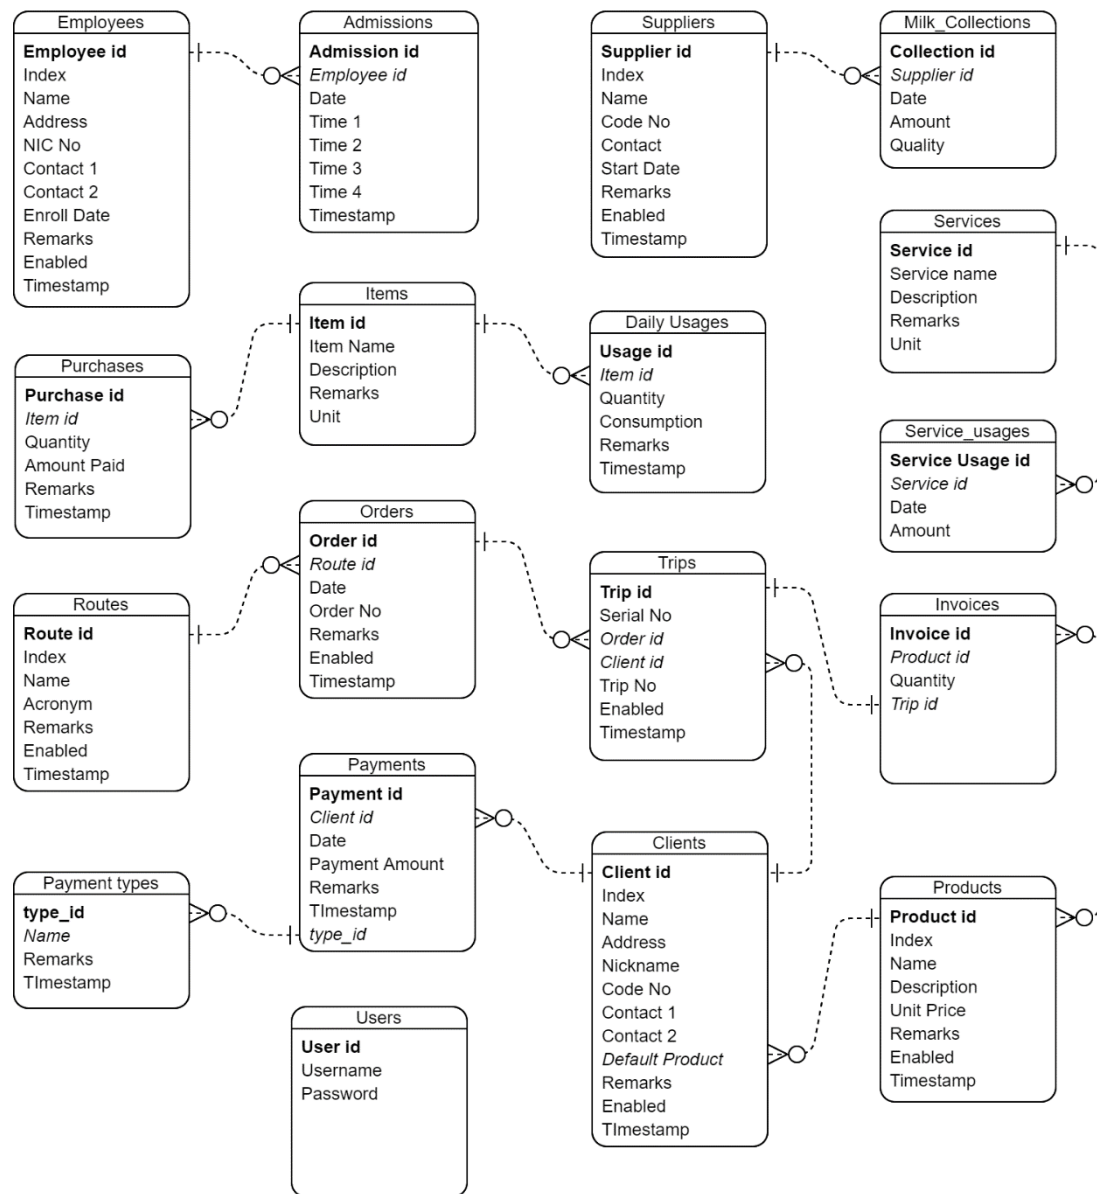 Employees
Employee id
Index
Name
Address
NIC No
Contact 1
Contact 2
Enroll Date
Remarks
Enabled
Timestamp
Admissions
Admission id
Employee id
Date
Time 1
Time 2
Time 3
Time 4
Timestamp
Suppliers
Supplier id
Index
Name
Code No
Contact
Start Date
Remarks
Enabled
Timestamp
Milk_Collections
Collection id
Supplier id
Date
Amount
Quality
Services
Service id
Service name
Description
Remarks
Unit
Items
Item id
Item Name
Description
Remarks
Unit
Daily Usages
Usage id
Item id
Quantity
Consumption
Remarks
Timestamp
Purchases
Purchase id
Item id
Quantity
Amount Paid
Remarks
Timestamp
Service_usages
Service Usage id
Service id
Date
Amount
Orders
Order id
Route id
Date
Order No
Remarks
Enabled
Timestamp
Trips
Trip id
Serial No
Order id
Client id
Trip No
Enabled
Timestamp
Routes
Route id
Index
Name
Acronym
Remarks
Enabled
Timestamp
Invoices
Invoice id
Product id
Quantity
Trip id
Payments
Payment id
Client id
Date
Payment Amount
Remarks
TImestamp
type_id
Clients
Client id
Index
Name
Address
Nickname
Code No
Contact 1
Contact 2
Default Product
Remarks
Enabled
TImestamp
Payment types
type_id
Name
Remarks
TImestamp
Products
Product id
Index
Name
Description
Unit Price
Remarks
Enabled
Timestamp
Users
User id
Username
Password